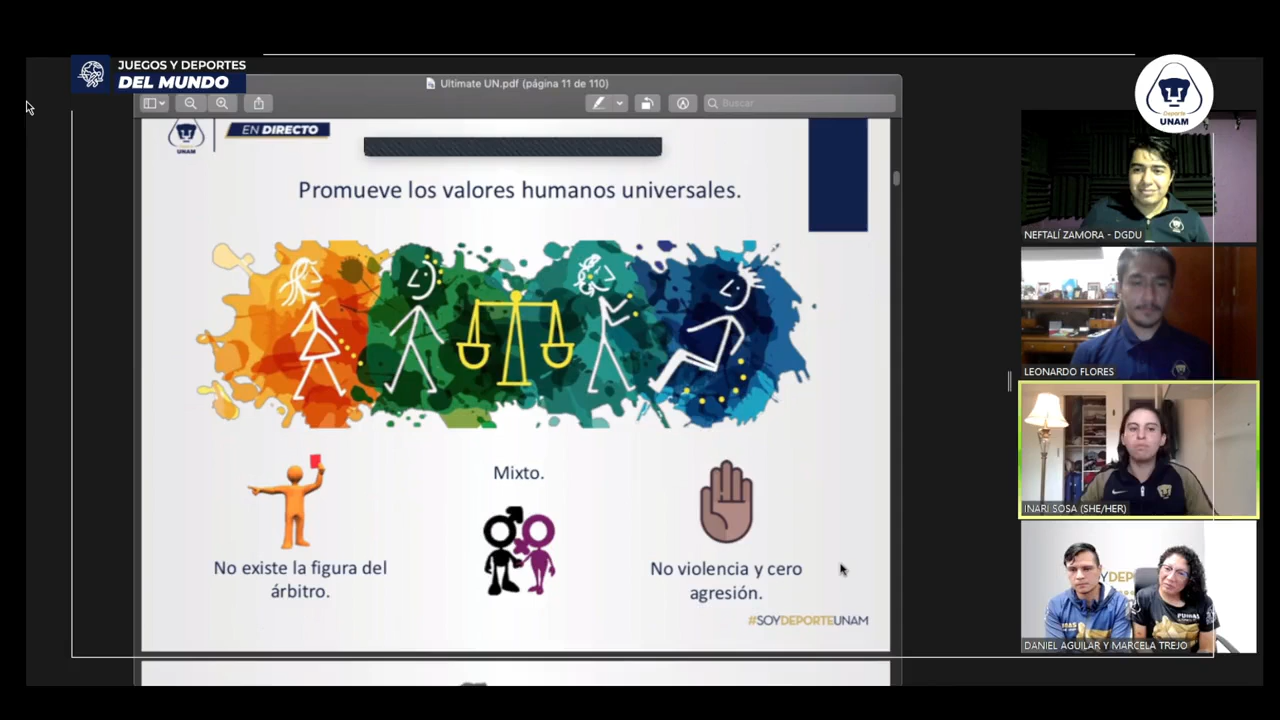 JUEGOS Y DEPORTES
DEL MUNDO
Ultimate UN.pdf (página 11 de 110)
Buscar
UNAM
EN DIRECTO
Promueve los valores humanos universales.
Mixto.
No existe la figura del
árbitro.
No violencia y cero
agresión.
#SOYDEPORTEUNAM
Deporte
UNAM
NEFTALÍ ZAMORA - DGDU
LEONARDO FLORES
INARI SOSA (SHE/HER)
DANIEL AGUILAR Y MARCELA TREJO